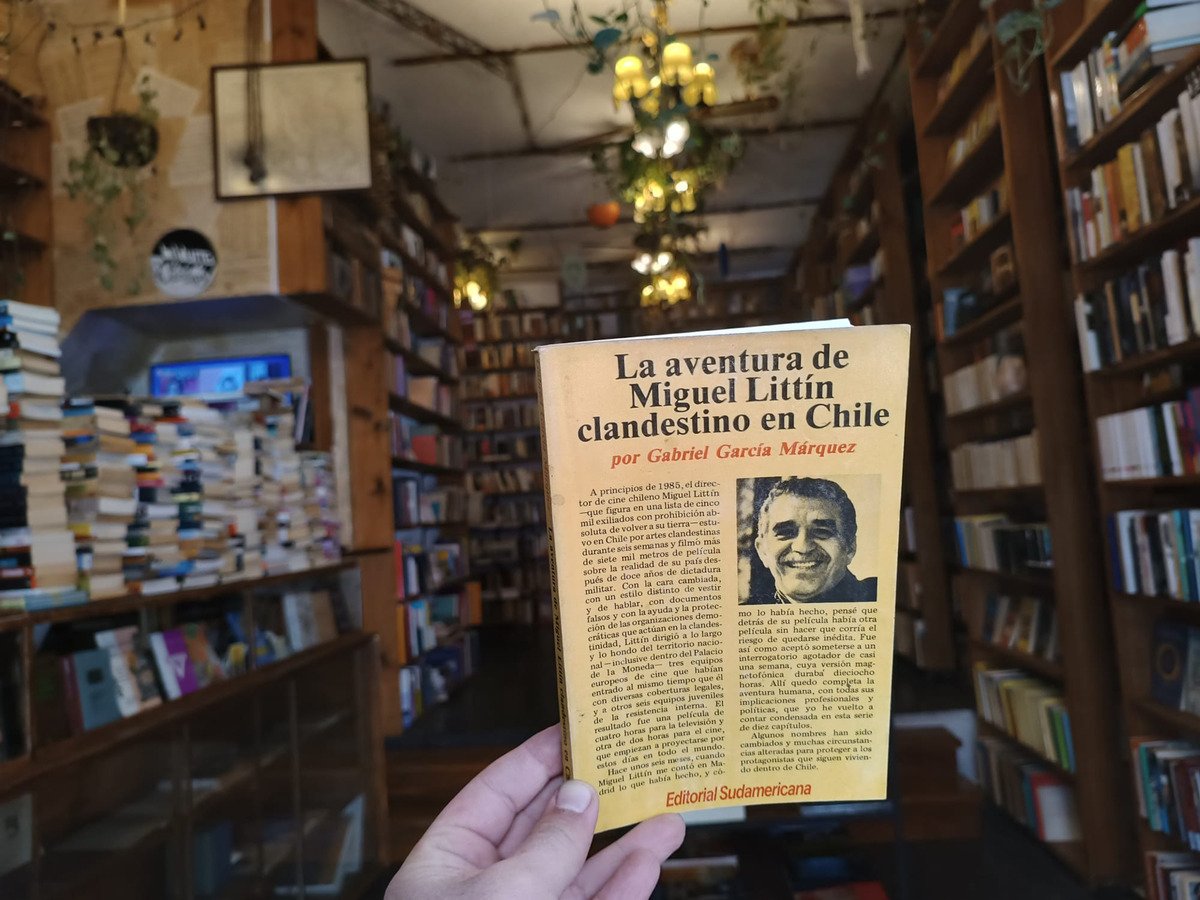 La aventura de
Miguel Littín
clandestino en Chile
por Gabriel García Márquez
A principios de 1985, el direc-
tor de cine chileno Miguel Littín
—que figura en una lista de cinco
mil exiliados con prohibición ab-
soluta de volver a su tierra— estu-
vo en Chile por artes clandestinas
durante seis semanas y filmó más
de siete mil metros de película
sobre la realidad de su país des-
pués de doce años de dictadura
militar. Con la cara cambiada,
con un estilo distinto de vestir
y de hablar, con documentos
falsos y con la ayuda y la protec-
ción de las organizaciones demo-
cráticas que actúan en la clandes-
tinidad, Littín dirigió a lo largo
y lo hondo del territorio nacio-
nal —inclusive dentro del Palacio
de la Moneda— tres equipos
europeos de cine que habían
entrado al mismo tiempo que él
con diversas coberturas legales,
y a otros seis equipos juveniles
de la resistencia interna. El
resultado fue una película de
cuatro horas para la televisión y
otra de dos horas para el cine,
que empiezan a proyectarse por
estos días en todo el mundo.
Hace unos seis meses, cuando
Miguel Littín me contó en Ma-
drid lo que había hecho, y có-
mo lo había hecho, pensé que
detrás de su película había otra
película sin hacer que corría el
riesgo de quedarse inédita. Fue
así como aceptó someterse a un
interrogatorio agotador de casi
una semana, cuya versión mag-
netofónica duraba dieciocho
horas. Allí quedo completa la
aventura humana, con todas sus
implicaciones profesionales y
políticas, que yo he vuelto a
contar condensada en esta serie
de diez capítulos.
Algunos nombres han sido
cambiados y muchas circunstan-
cias alteradas para proteger a los
protagonistas que siguen vivien-
do dentro de Chile.
Editorial Sudamericana